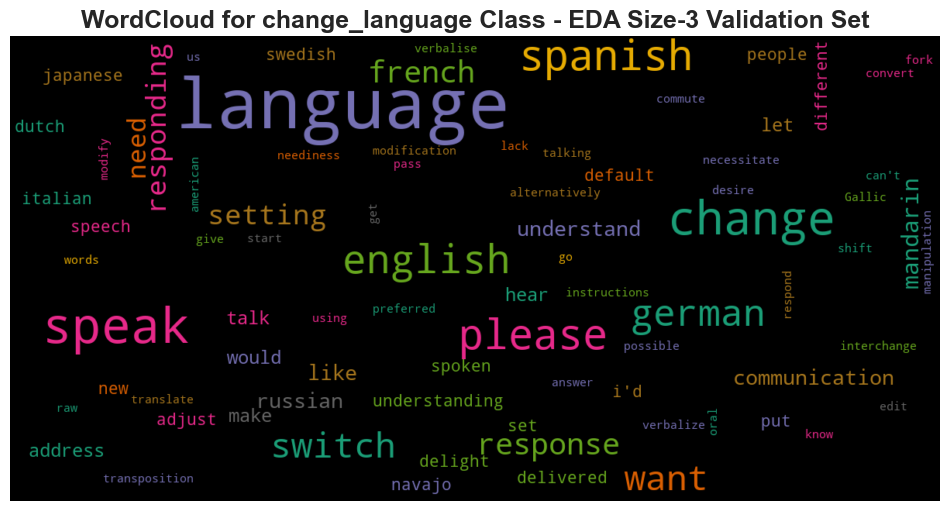 WordCloud for change_language Class - EDA Size-3 Validation Set
us
swedish
verbalise
spanish
people
different
fork
convert
japanese
responding
french
language
commute
dutch
need
let
modify
neediness
modification
pass
lack
talking
necessitate
american
default
can't
italian
setting
get
alternatively
desire
Gallic
mandarin
speech
give
start
understand
change
shift
manipulation
words
english
go
hear
instructions
respond
preferred
german
speak
talk
using
please
possible
interchange
would
spoken
like
answer
communication
new
translate
russian
understanding
i'd
raw
adjust
make
set
verbalize
oral
put
edit
know
address
switch
response
delight
transposition
navajo
delivered
want